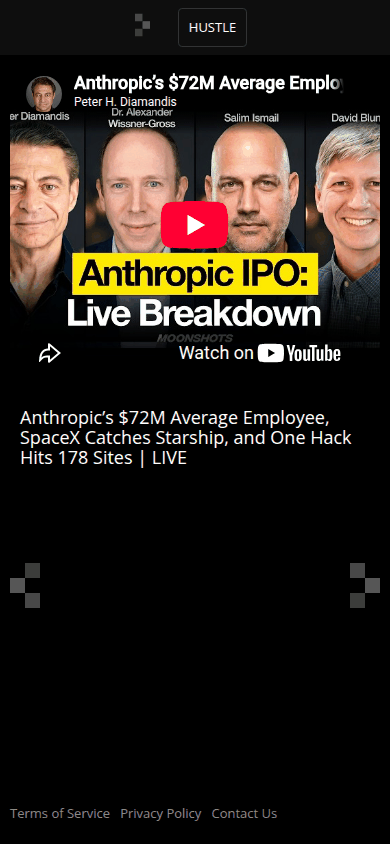 HUSTLE
Anthropic’s $72M Average Emplo
Peter H. Diamandis
er Diamandis
Dr. Alexander
Wissner-Gross
Salim Ismail
David Blun
Anthropic IPO:
Live Breakdown
MOONSHOTS
Watch on YouTube
Anthropic’s $72M Average Employee,
SpaceX Catches Starship, and One Hack
Hits 178 Sites | LIVE
Terms of Service Privacy Policy Contact Us